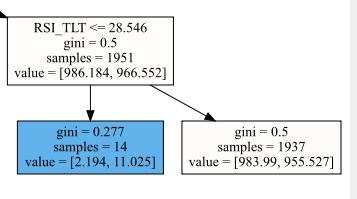 RSI_TLT <= 28.546
gini = 0.5
samples = 1951
value = [986.184, 966.552]
gini = 0.277
samples = 14
value = [2.194, 11.025]
gini = 0.5
samples = 1937
value = [983.99, 955.527]